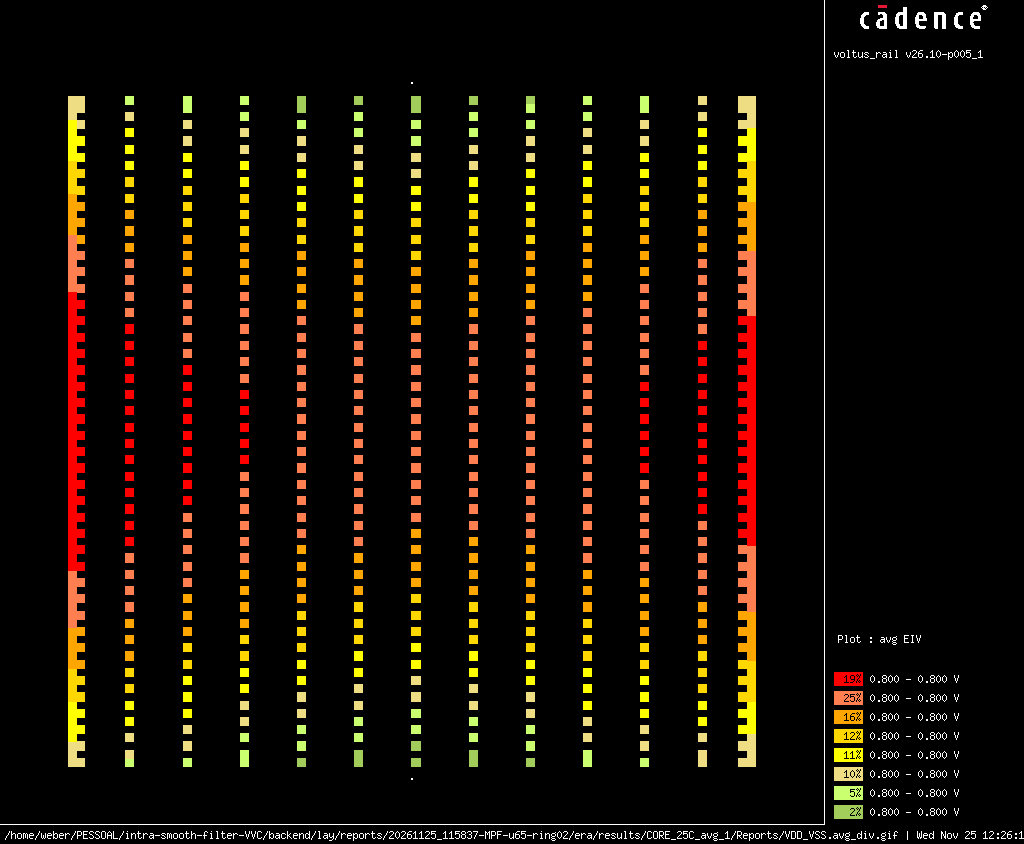 cādence®
voltus_rail v26.10-p005_1
Plot : avg EIV
19% 0.800 - 0.800 V
25% 0.800 - 0.800 V
16% 0.800 - 0.800 V
12% 0.800 - 0.800 V
11% 0.800 - 0.800 V
10% 0.800 - 0.800 V
5% 0.800 - 0.800 V
2% 0.800 - 0.800 V
/home/weber/PESSOAL/intra-smooth-filter-VVC/backend/lay/reports/20261125_115837-MPF-u65-ring02/era/results/CORE_25C_avg_1/Reports/VDD_VSS.avg_div.gif | Wed Nov 25 12:26:1